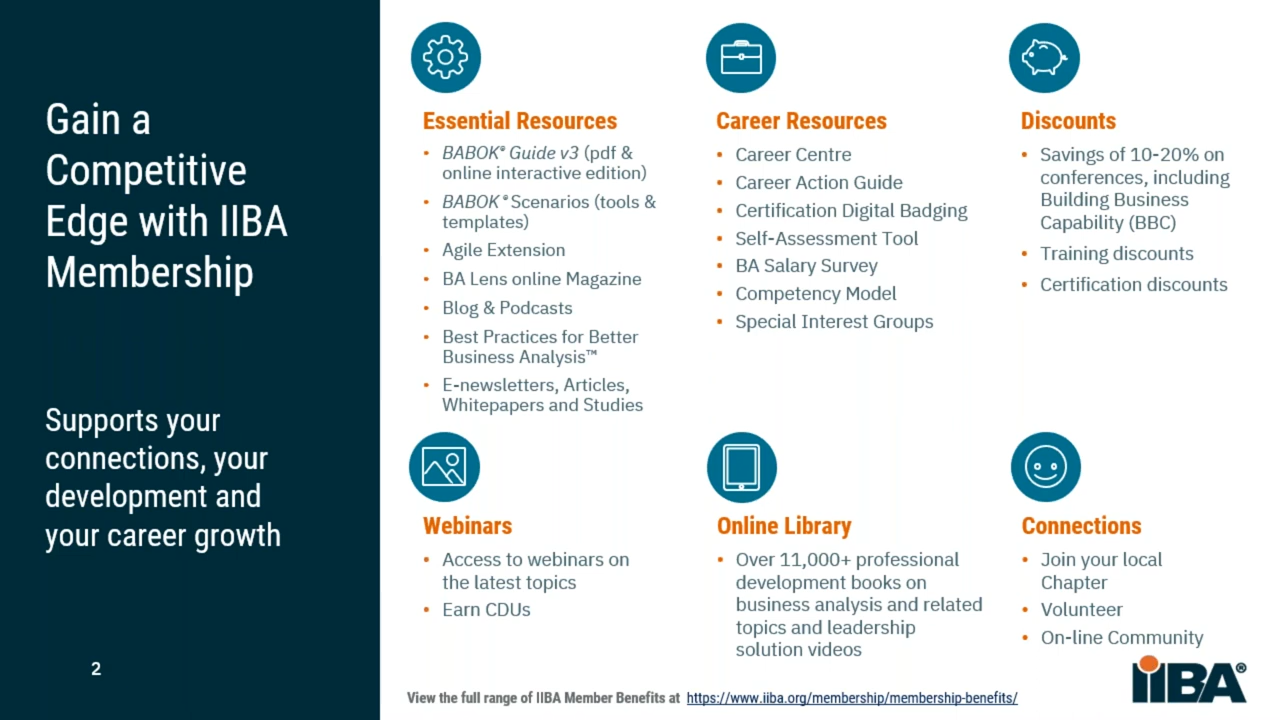 Gain a
Competitive
Edge with IIBA
Membership
Supports your
connections, your
development and
your career growth
2
Essential Resources
• BABOK® Guide v3 (pdf &
online interactive edition)
• BABOK® Scenarios (tools &
templates)
• Agile Extension
• BA Lens online Magazine
• Blog & Podcasts
• Best Practices for Better
Business Analysis™
• E-newsletters, Articles,
Whitepapers and Studies
Career Resources
• Career Centre
• Career Action Guide
• Certification Digital Badging
• Self-Assessment Tool
• BA Salary Survey
• Competency Model
• Special Interest Groups
Discounts
• Savings of 10-20% on
conferences, including
Building Business
Capability (BBC)
• Training discounts
• Certification discounts
Webinars
• Access to webinars on
the latest topics
• Earn CDUs
Online Library
• Over 11,000+ professional
development books on
business analysis and related
topics and leadership
solution videos
Connections
• Join your local
Chapter
• Volunteer
• On-line Community
View the full range of IIBA Member Benefits at https://www.iiba.org/membership/membership-benefits/
IIBA®